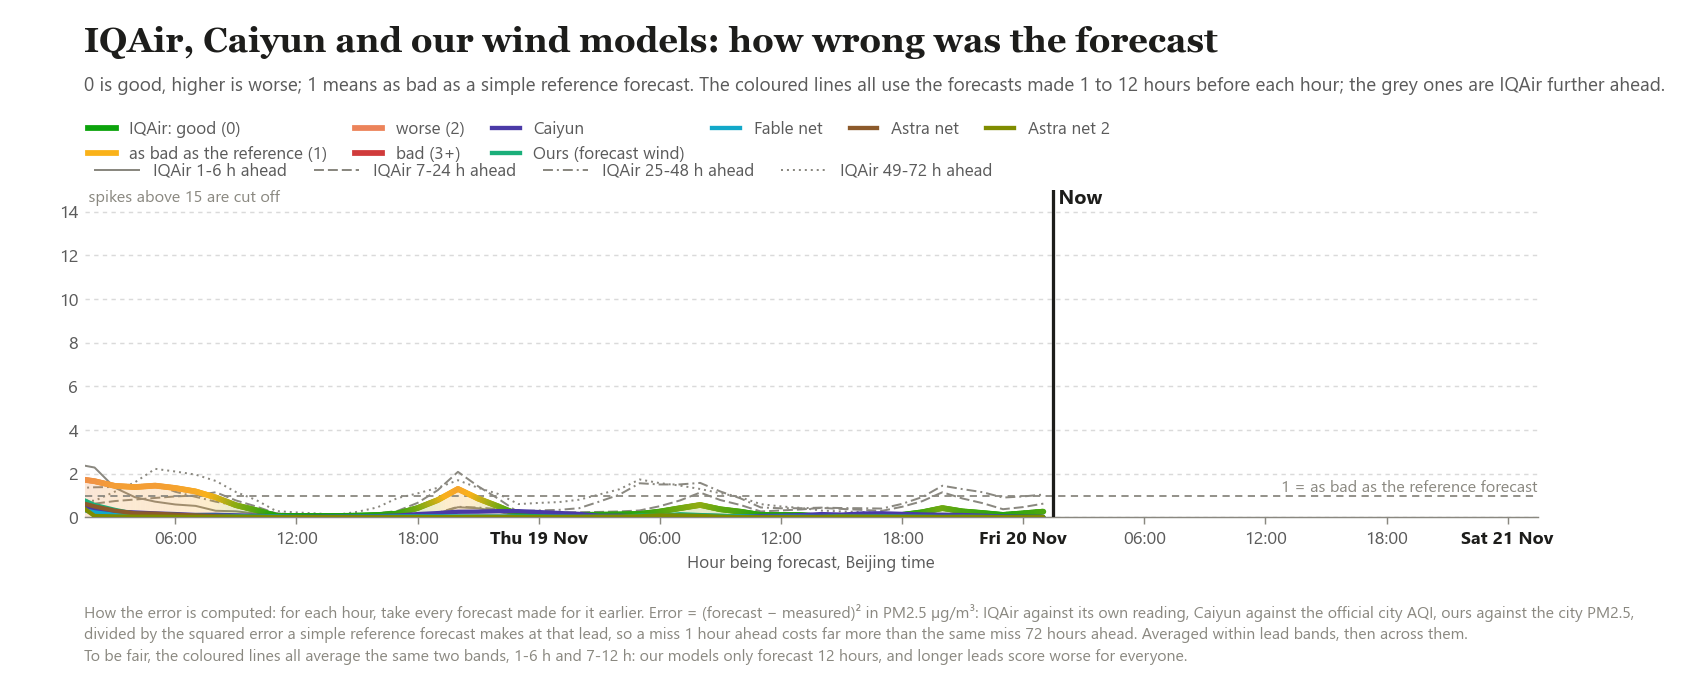 IQAir, Caiyun and our wind models: how wrong was the forecast
0 is good, higher is worse; 1 means as bad as a simple reference forecast. The coloured lines all use the forecasts made 1 to 12 hours before each hour; the grey ones are IQAir further ahead.
IQAir: good (0) worse (2) Caiyun Fable net Astra net Astra net 2
as bad as the reference (1) bad (3+) Ours (forecast wind)
IQAir 1-6 h ahead IQAir 7-24 h ahead IQAir 25-48 h ahead IQAir 49-72 h ahead
spikes above 15 are cut off
Now
14
12
10
8
6
4
2
1 = as bad as the reference forecast
0
06:00 12:00 18:00 Thu 19 Nov 06:00 12:00 18:00 Fri 20 Nov 06:00 12:00 18:00 Sat 21 Nov
Hour being forecast, Beijing time
How the error is computed: for each hour, take every forecast made for it earlier. Error = (forecast − measured)² in PM2.5 µg/m³: IQAir against its own reading, Caiyun against the official city AQI, ours against the city PM2.5,
divided by the squared error a simple reference forecast makes at that lead, so a miss 1 hour ahead costs far more than the same miss 72 hours ahead. Averaged within lead bands, then across them.
To be fair, the coloured lines all average the same two bands, 1-6 h and 7-12 h: our models only forecast 12 hours, and longer leads score worse for everyone.